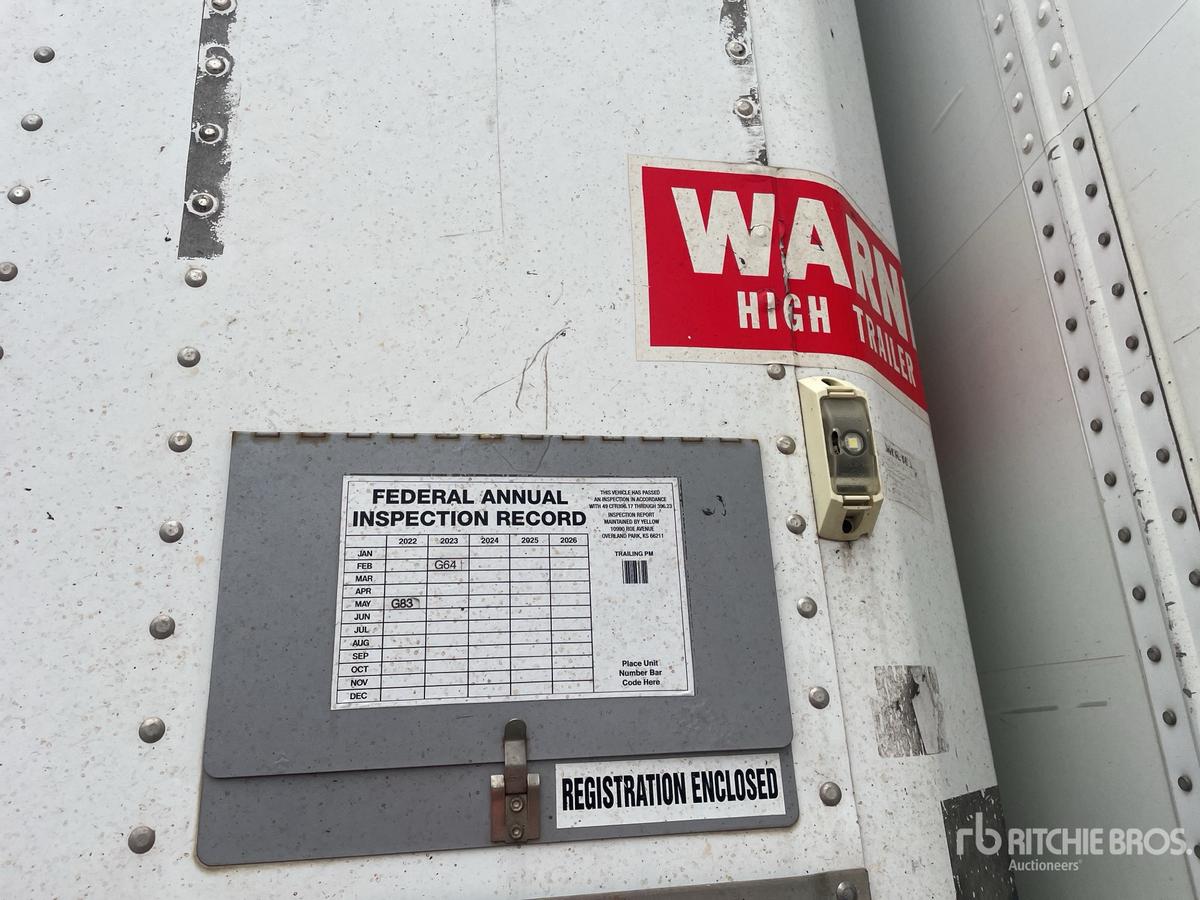 WARNI
HIGH TRAILER
FEDERAL ANNUAL
INSPECTION RECORD
THIS VEHICLE HAS PASSED
AN INSPECTION IN ACCORDANCE
WITH 49 CFR396.17 THROUGH 396.23
INSPECTION REPORT
MAINTAINED BY YELLOW
10990 ROE AVENUE
OVERLAND PARK, KS 66211
TRAILING PM
2022 2023 2024 2025 2026
JAN
FEB G64
MAR
APR
MAY G83
JUN
JUL
AUG
SEP
OCT
NOV
DEC
Place Unit
Number Bar
Code Here
REGISTRATION ENCLOSED
rb RITCHIE BROS.
Auctioneers